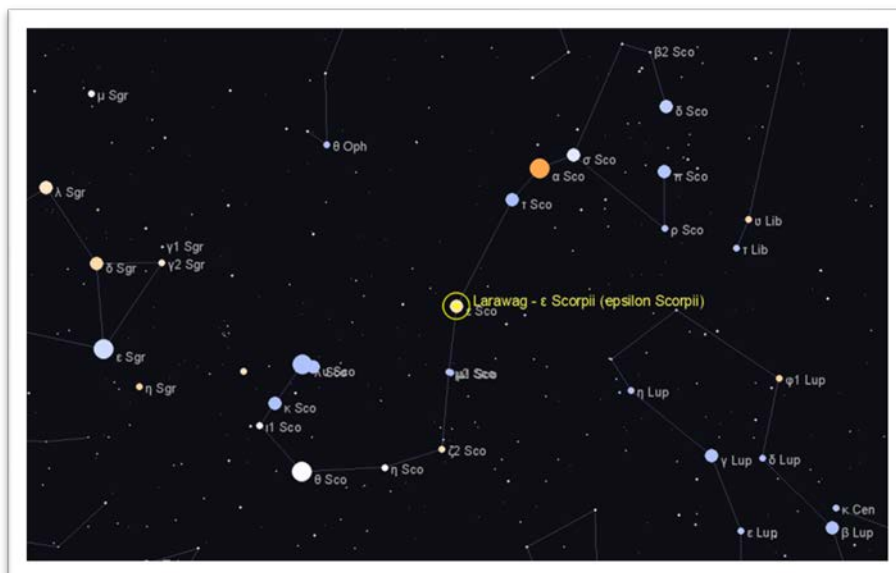 β2 Sco
μ Sgr
δ Sco
θ Oph
σ Sco
α Sco
π Sco
λ Sgr
τ Sco
υ Lib
ρ Sco
γ1 Sgr
τ Lib
δ Sgr
γ2 Sgr
Larawag - ε Scorpii (epsilon Scorpii)
ε Sco
ε Sgr
Sco
φ1 Lup
η Sgr
η Lup
κ Sco
ι1 Sco
ζ2 Sco
γ Lup
δ Lup
η Sco
θ Sco
κ Cen
ε Lup
β Lup